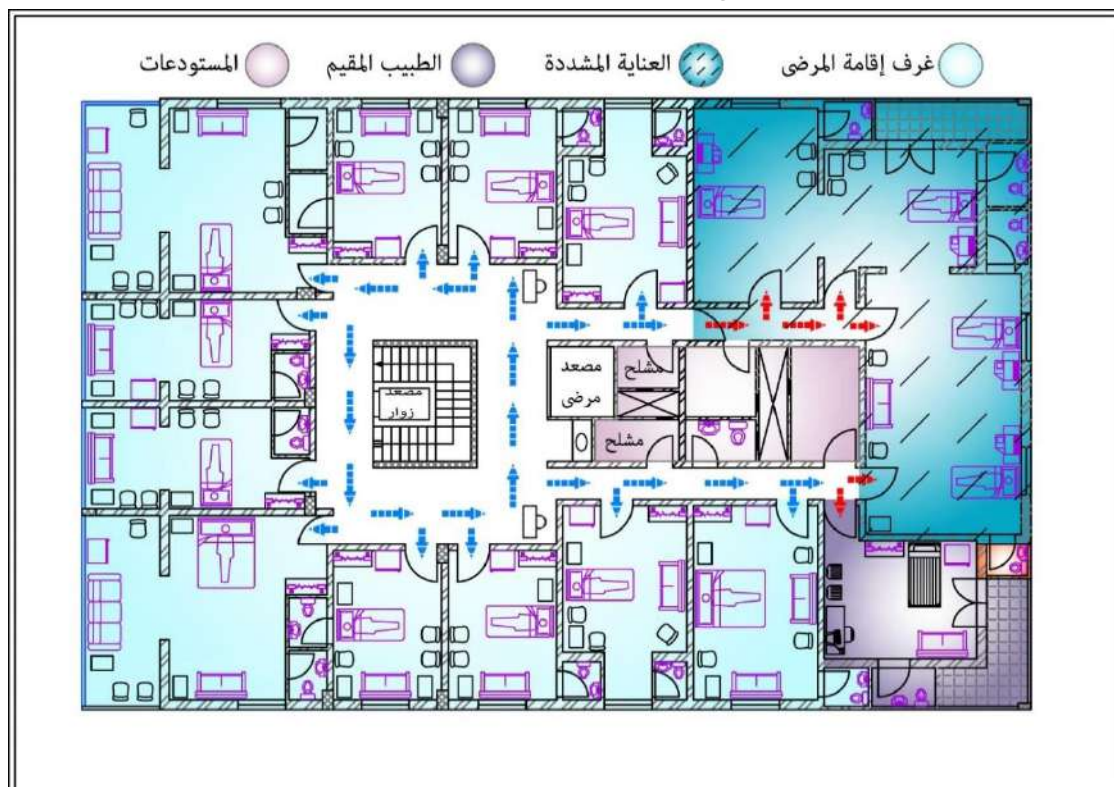 غرف إقامة المرضى
العناية المشددة
الطبيب المقيم
المستودعات
مصعد
مرضى
مشلح
مصعد
زوار
مشلح